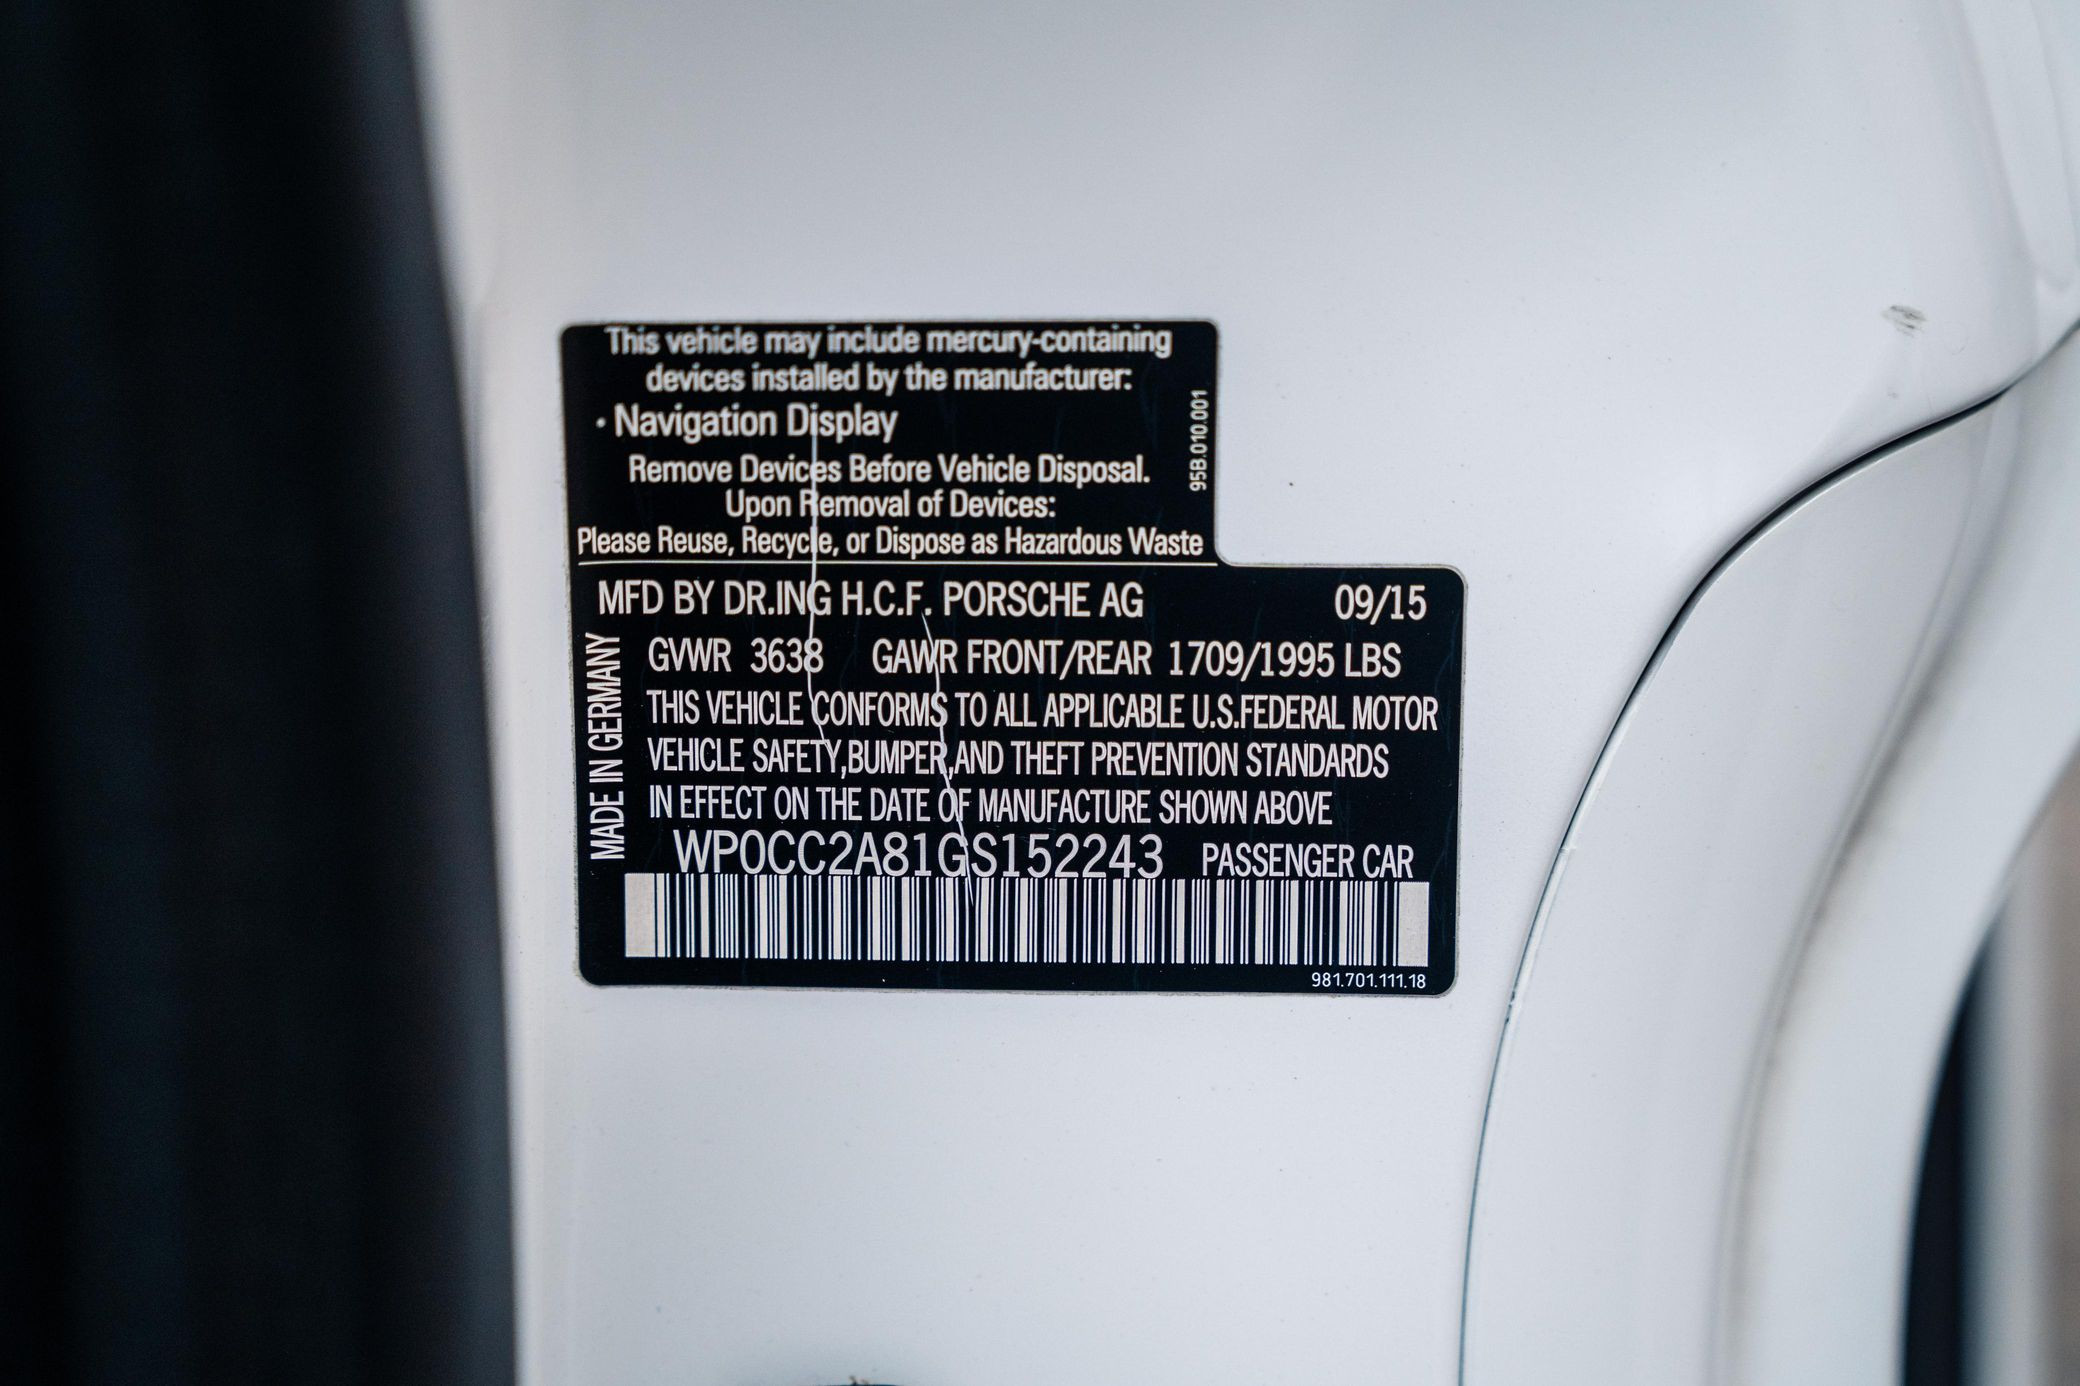 This vehicle may include mercury-containing
devices installed by the manufacturer:
· Navigation Display
Remove Devices Before Vehicle Disposal.
Upon Removal of Devices:
Please Reuse, Recycle, or Dispose as Hazardous Waste
95B.010.001
MFD BY DR.ING H.C.F. PORSCHE AG 09/15
GVWR 3638 GAWR FRONT/REAR 1709/1995 LBS
THIS VEHICLE CONFORMS TO ALL APPLICABLE U.S.FEDERAL MOTOR
VEHICLE SAFETY,BUMPER,AND THEFT PREVENTION STANDARDS
IN EFFECT ON THE DATE OF MANUFACTURE SHOWN ABOVE
MADE IN GERMANY
WP0CC2A81GS152243 PASSENGER CAR
981.701.111.18